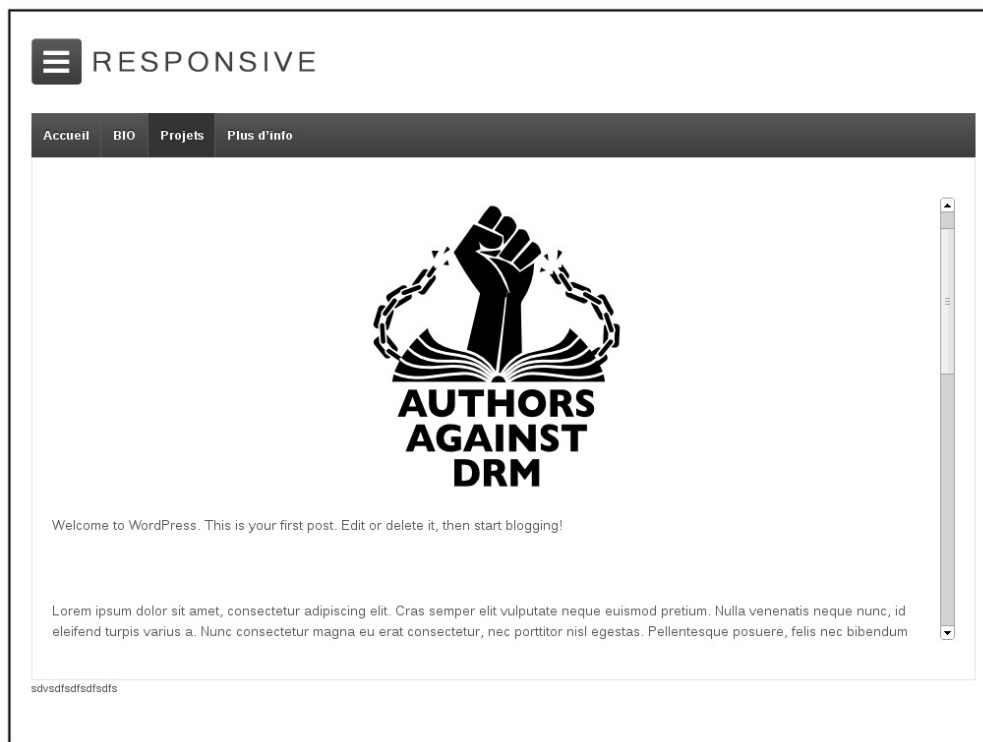 RESPONSIVE
Accueil BIO Projets Plus d'info
AUTHORS
AGAINST
DRM
Welcome to WordPress. This is your first post. Edit or delete it, then start blogging!
Lorem ipsum dolor sit amet, consectetur adipiscing elit. Cras semper elit vulputate neque euismod pretium. Nulla venenatis neque nunc, id
eleifend turpis varius a. Nunc consectetur magna eu erat consectetur, nec porttitor nisl egestas. Pellentesque posuere, felis nec bibendum
sdvsdfsdfsdfsdfs